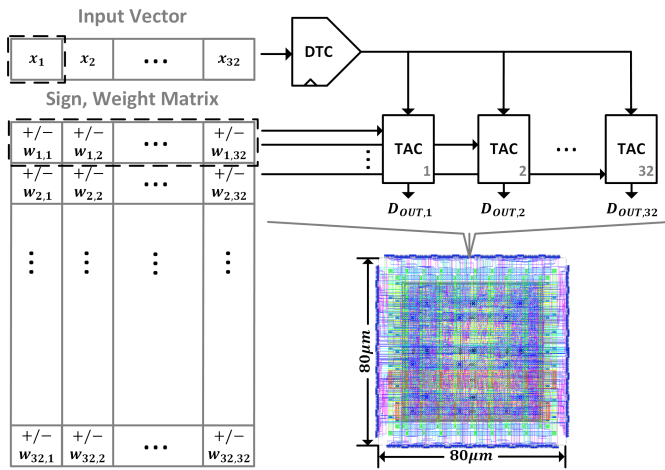 Input Vector
x1 x2 ••• x32
DTC
Sign, Weight Matrix
+/− +/− ••• +/−
w1,1 w1,2 w1,32
+/− +/− ••• +/−
w2,1 w2,2 w2,32
TAC 1 TAC 2 ••• TAC 32
DOUT,1 DOUT,2 DOUT,32
80μm
80μm
+/− +/− ••• +/−
w32,1 w32,2 w32,32